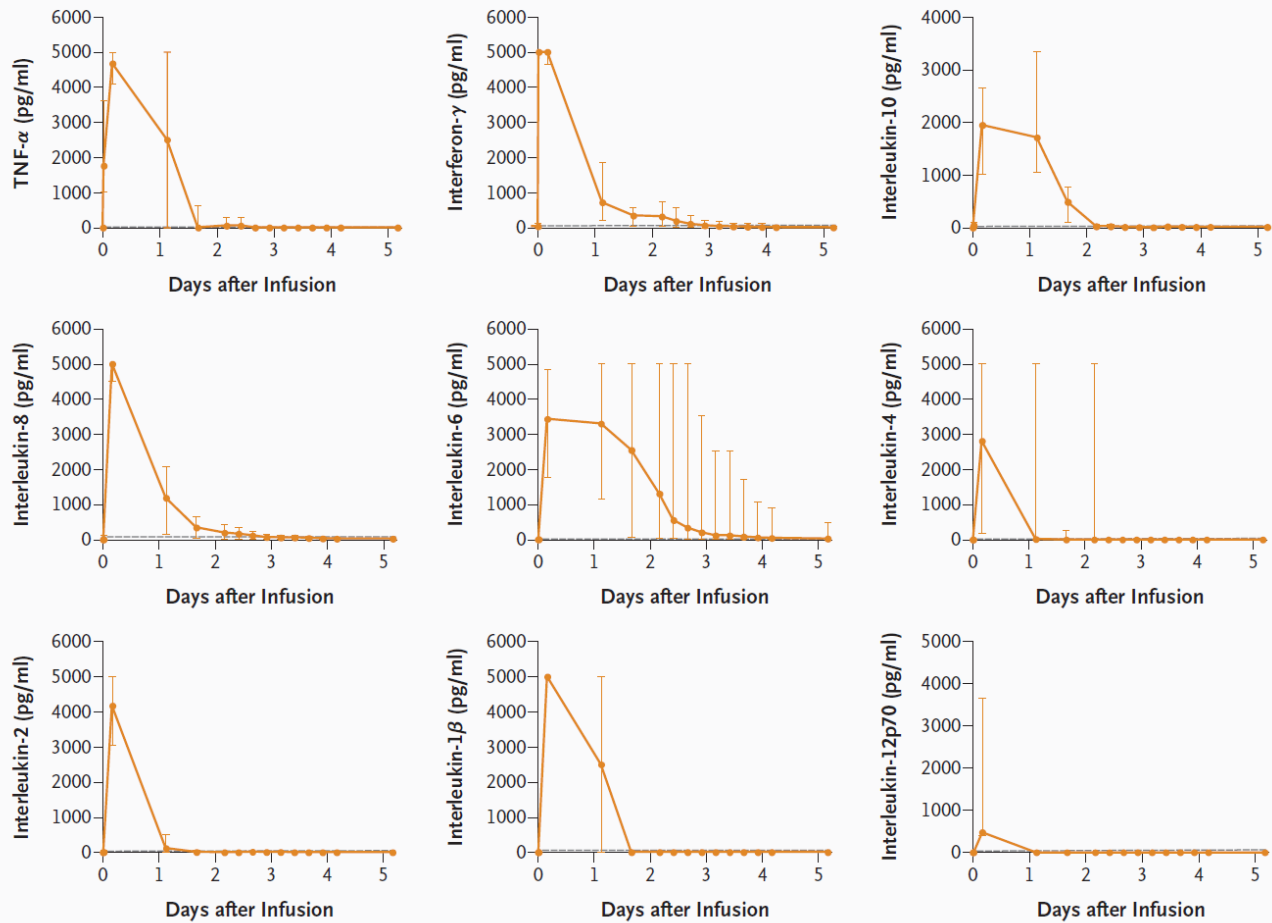 TNF-α (pg/ml)
6000
5000
4000
3000
2000
1000
0
0 1 2 3 4 5
Days after Infusion
Interferon-γ (pg/ml)
6000
5000
4000
3000
2000
1000
0
0 1 2 3 4 5
Days after Infusion
Interleukin-10 (pg/ml)
4000
3000
2000
1000
0
0 1 2 3 4 5
Days after Infusion
Interleukin-8 (pg/ml)
6000
5000
4000
3000
2000
1000
0
0 1 2 3 4 5
Days after Infusion
Interleukin-6 (pg/ml)
6000
5000
4000
3000
2000
1000
0
0 1 2 3 4 5
Days after Infusion
Interleukin-4 (pg/ml)
6000
5000
4000
3000
2000
1000
0
0 1 2 3 4 5
Days after Infusion
Interleukin-2 (pg/ml)
6000
5000
4000
3000
2000
1000
0
0 1 2 3 4 5
Days after Infusion
Interleukin-1β (pg/ml)
6000
5000
4000
3000
2000
1000
0
0 1 2 3 4 5
Days after Infusion
Interleukin-12p70 (pg/ml)
5000
4000
3000
2000
1000
0
0 1 2 3 4 5
Days after Infusion